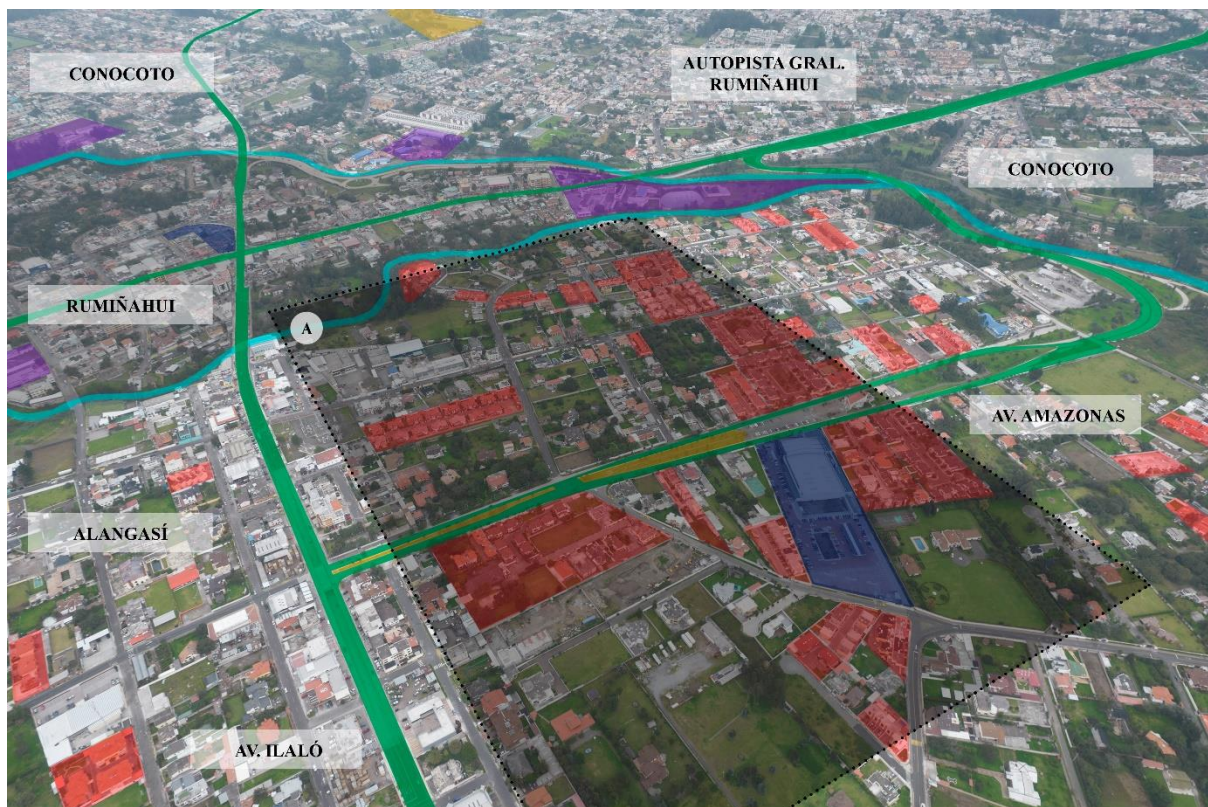 CONOCOTO
AUTOPISTA GRAL.
RUMIÑAHUI
CONOCOTO
RUMIÑAHUI
A
AV. AMAZONAS
ALANGASÍ
AV. ILALÓ